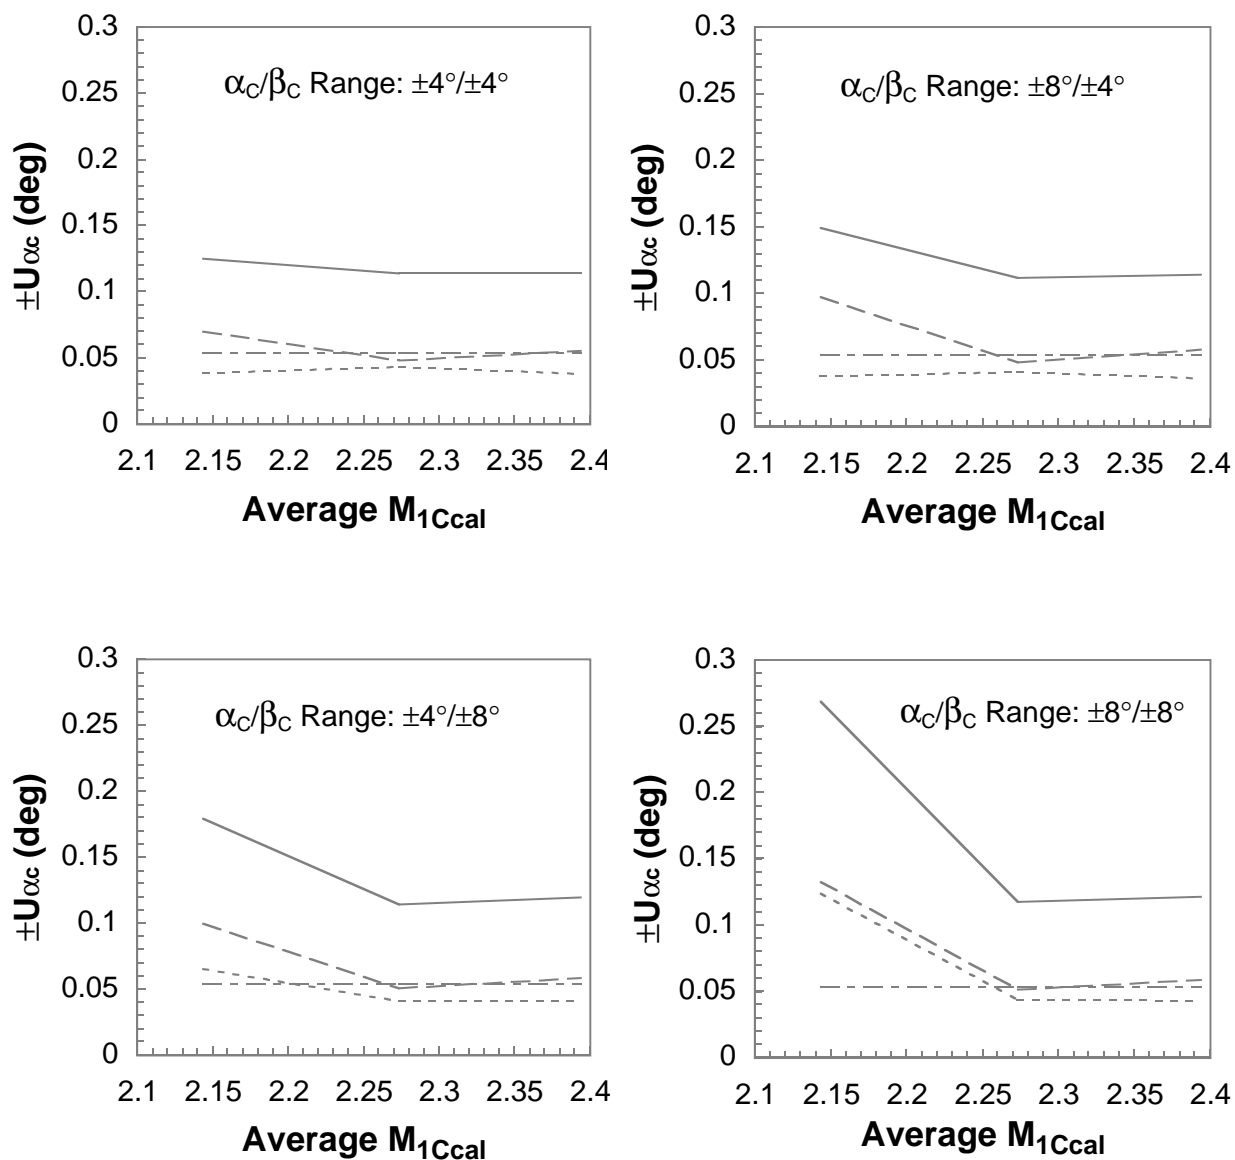 0.3
0.25
0.2
0.15
0.1
0.05
0
±Uαc (deg)
αC/βC Range: ±4°/±4°
2.1 2.15 2.2 2.25 2.3 2.35 2.4
Average M1Ccal
0.3
0.25
0.2
0.15
0.1
0.05
0
±Uαc (deg)
αC/βC Range: ±8°/±4°
2.1 2.15 2.2 2.25 2.3 2.35 2.4
Average M1Ccal
0.3
0.25
0.2
0.15
0.1
0.05
0
±Uαc (deg)
αC/βC Range: ±4°/±8°
2.1 2.15 2.2 2.25 2.3 2.35 2.4
Average M1Ccal
0.3
0.25
0.2
0.15
0.1
0.05
0
±Uαc (deg)
αC/βC Range: ±8°/±8°
2.1 2.15 2.2 2.25 2.3 2.35 2.4
Average M1Ccal